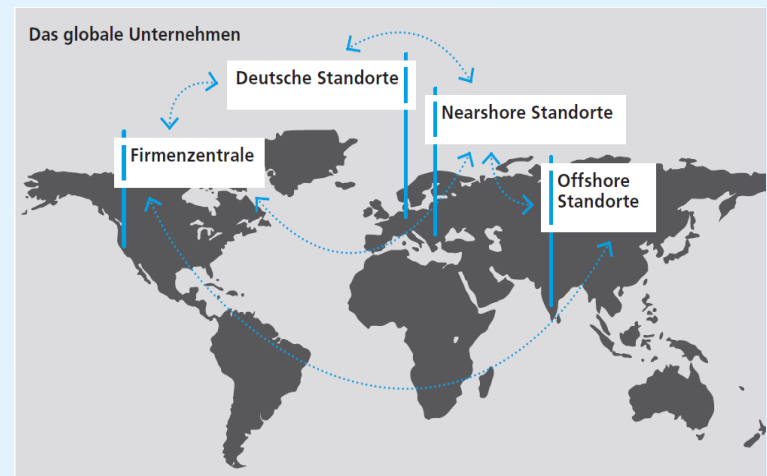 Das globale Unternehmen
Deutsche Standorte
Nearshore Standorte
Firmenzentrale
Offshore
Standorte